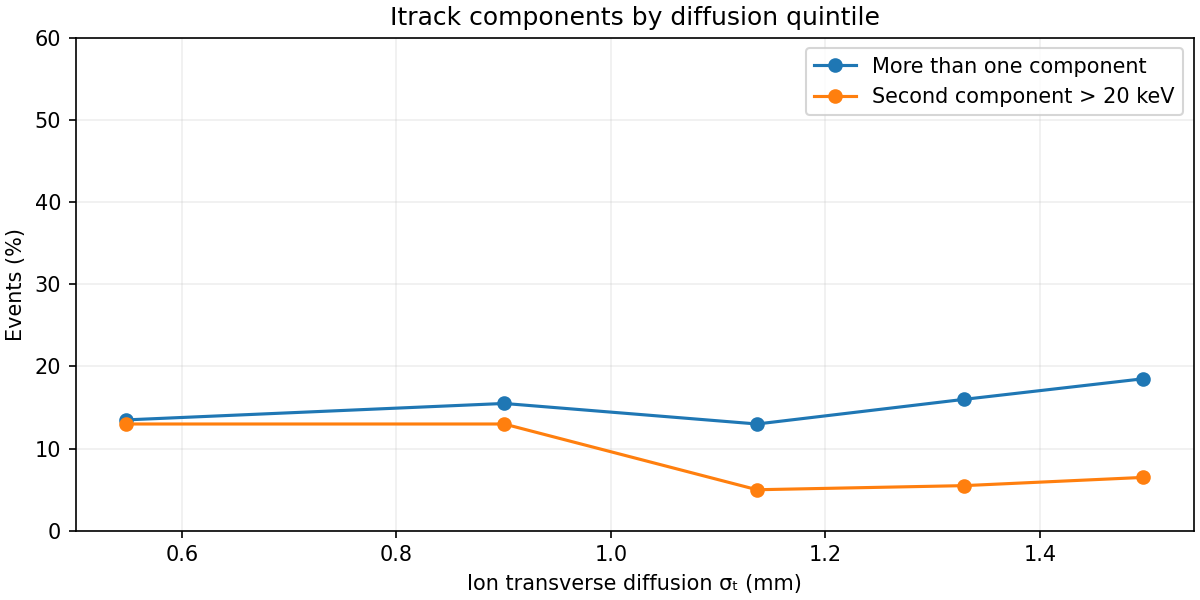 Itrack components by diffusion quintile
More than one component
Second component > 20 keV
Events (%)
60
50
40
30
20
10
0
0.6 0.8 1.0 1.2 1.4
Ion transverse diffusion σₜ (mm)